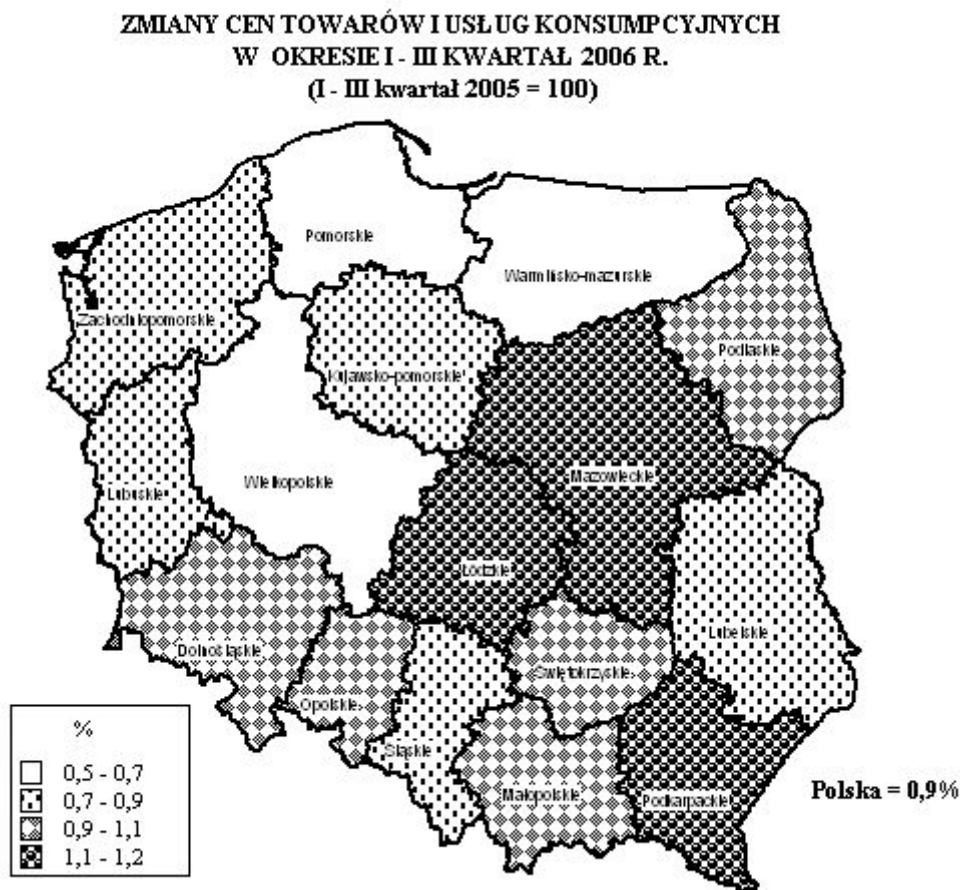 ZMIANY CEN TOWARÓW I USŁUG KONSUMPCYJNYCH
W OKRESIE I - III KWARTAŁ 2006 R.
(I - III kwartał 2005 = 100)
Pomorskie
Warmińsko-mazurskie
Zachodniopomorskie
Podlaskie
Kujawsko-pomorskie
Mazowieckie
Wielkopolskie
Lubuskie
Łódzkie
Lubelskie
Dolnośląskie
Świętokrzyskie
Opolskie
Śląskie
Małopolskie
Podkarpackie
%
0,5 - 0,7
0,7 - 0,9
0,9 - 1,1
1,1 - 1,2
Polska = 0,9%